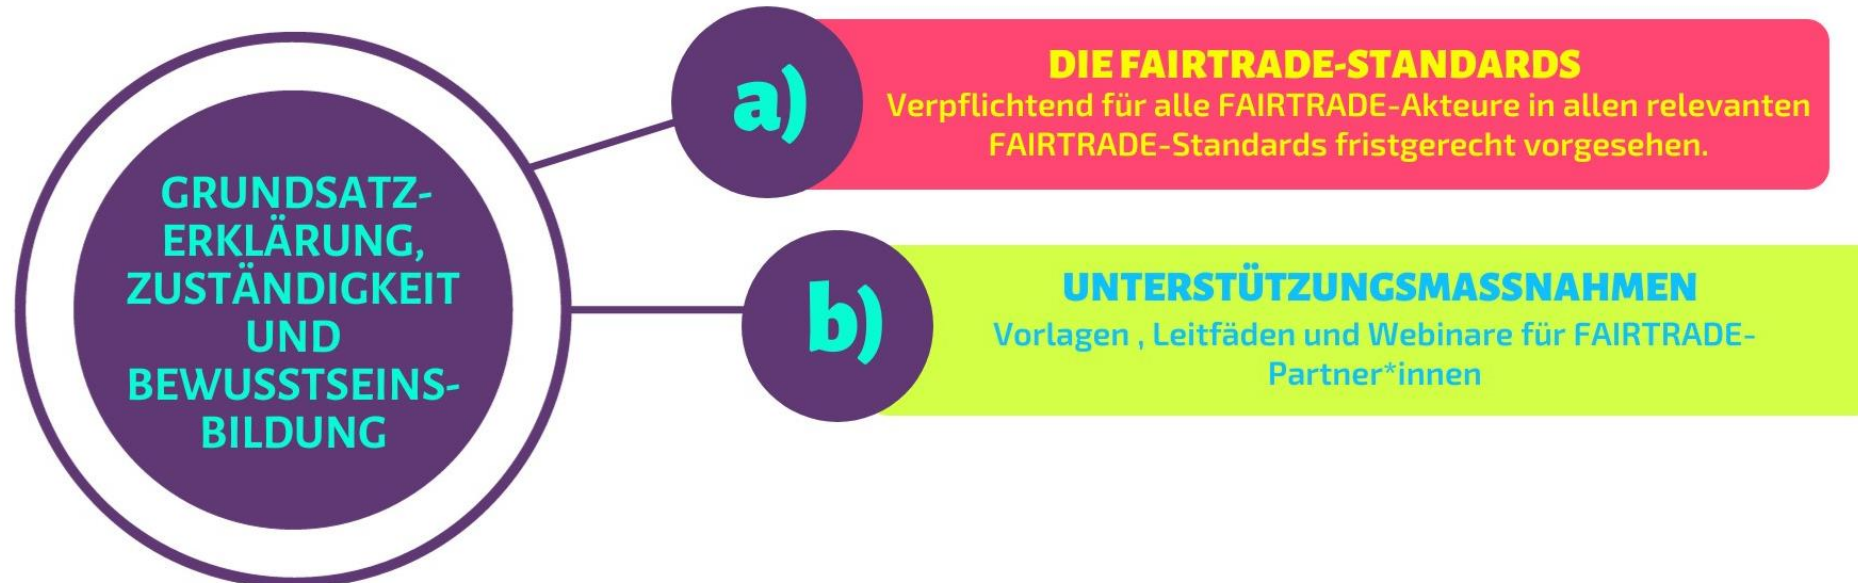 GRUNDSATZ-
ERKLÄRUNG,
ZUSTÄNDIGKEIT
UND
BEWUSSTSEINS-
BILDUNG
a)
DIE FAIRTRADE-STANDARDS
Verpflichtend für alle FAIRTRADE-Akteure in allen relevanten
FAIRTRADE-Standards fristgerecht vorgesehen.
b)
UNTERSTÜTZUNGSMASSNAHMEN
Vorlagen , Leitfäden und Webinare für FAIRTRADE-
Partner*innen